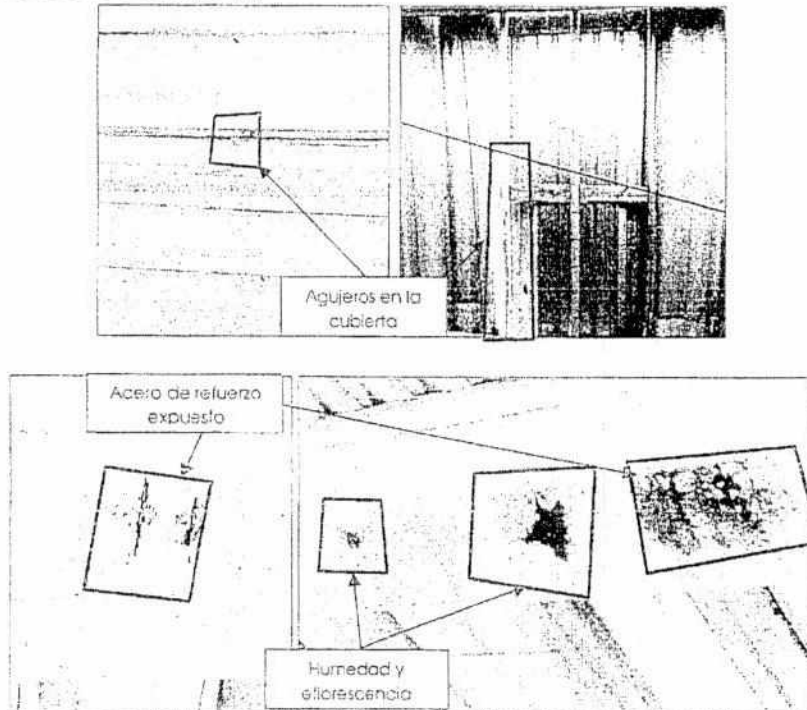 Agujeros en la
cubierta
Acero de refuerzo
expuesto
Humedad y
eflorescencia